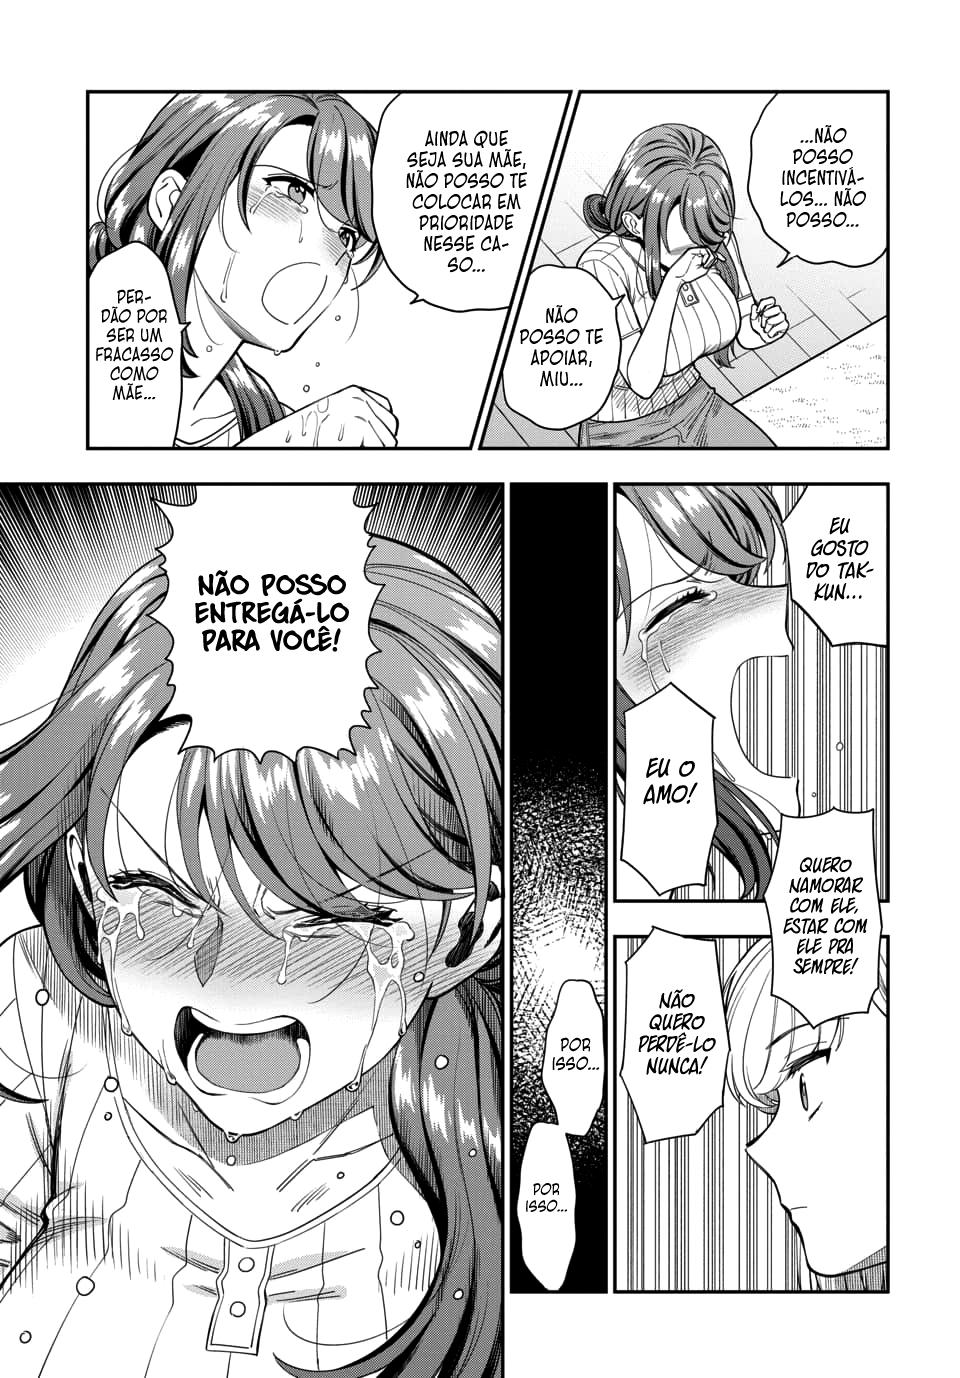 ...NÃO
POSSO
INCENTIVÁ-
LOS... NÃO
POSSO...
NÃO
POSSO TE
APOIAR,
MIU...
AINDA QUE
SEJA SUA MÃE,
NÃO POSSO TE
COLOCAR EM
PRIORIDADE
NESSE CA-
SO...
PER-
DÃO POR
SER UM
FRACASSO
COMO
MÃE...
EU
GOSTO
DO TAK-
KUN...
EU O
AMO!
QUERO
NAMORAR
COM ELE,
ESTAR COM
ELE PRA
SEMPRE!
NÃO
QUERO
PERDÊ-LO
NUNCA!
POR
ISSO...
POR
ISSO...
NÃO POSSO
ENTREGÁ-LO
PARA VOCÊ!